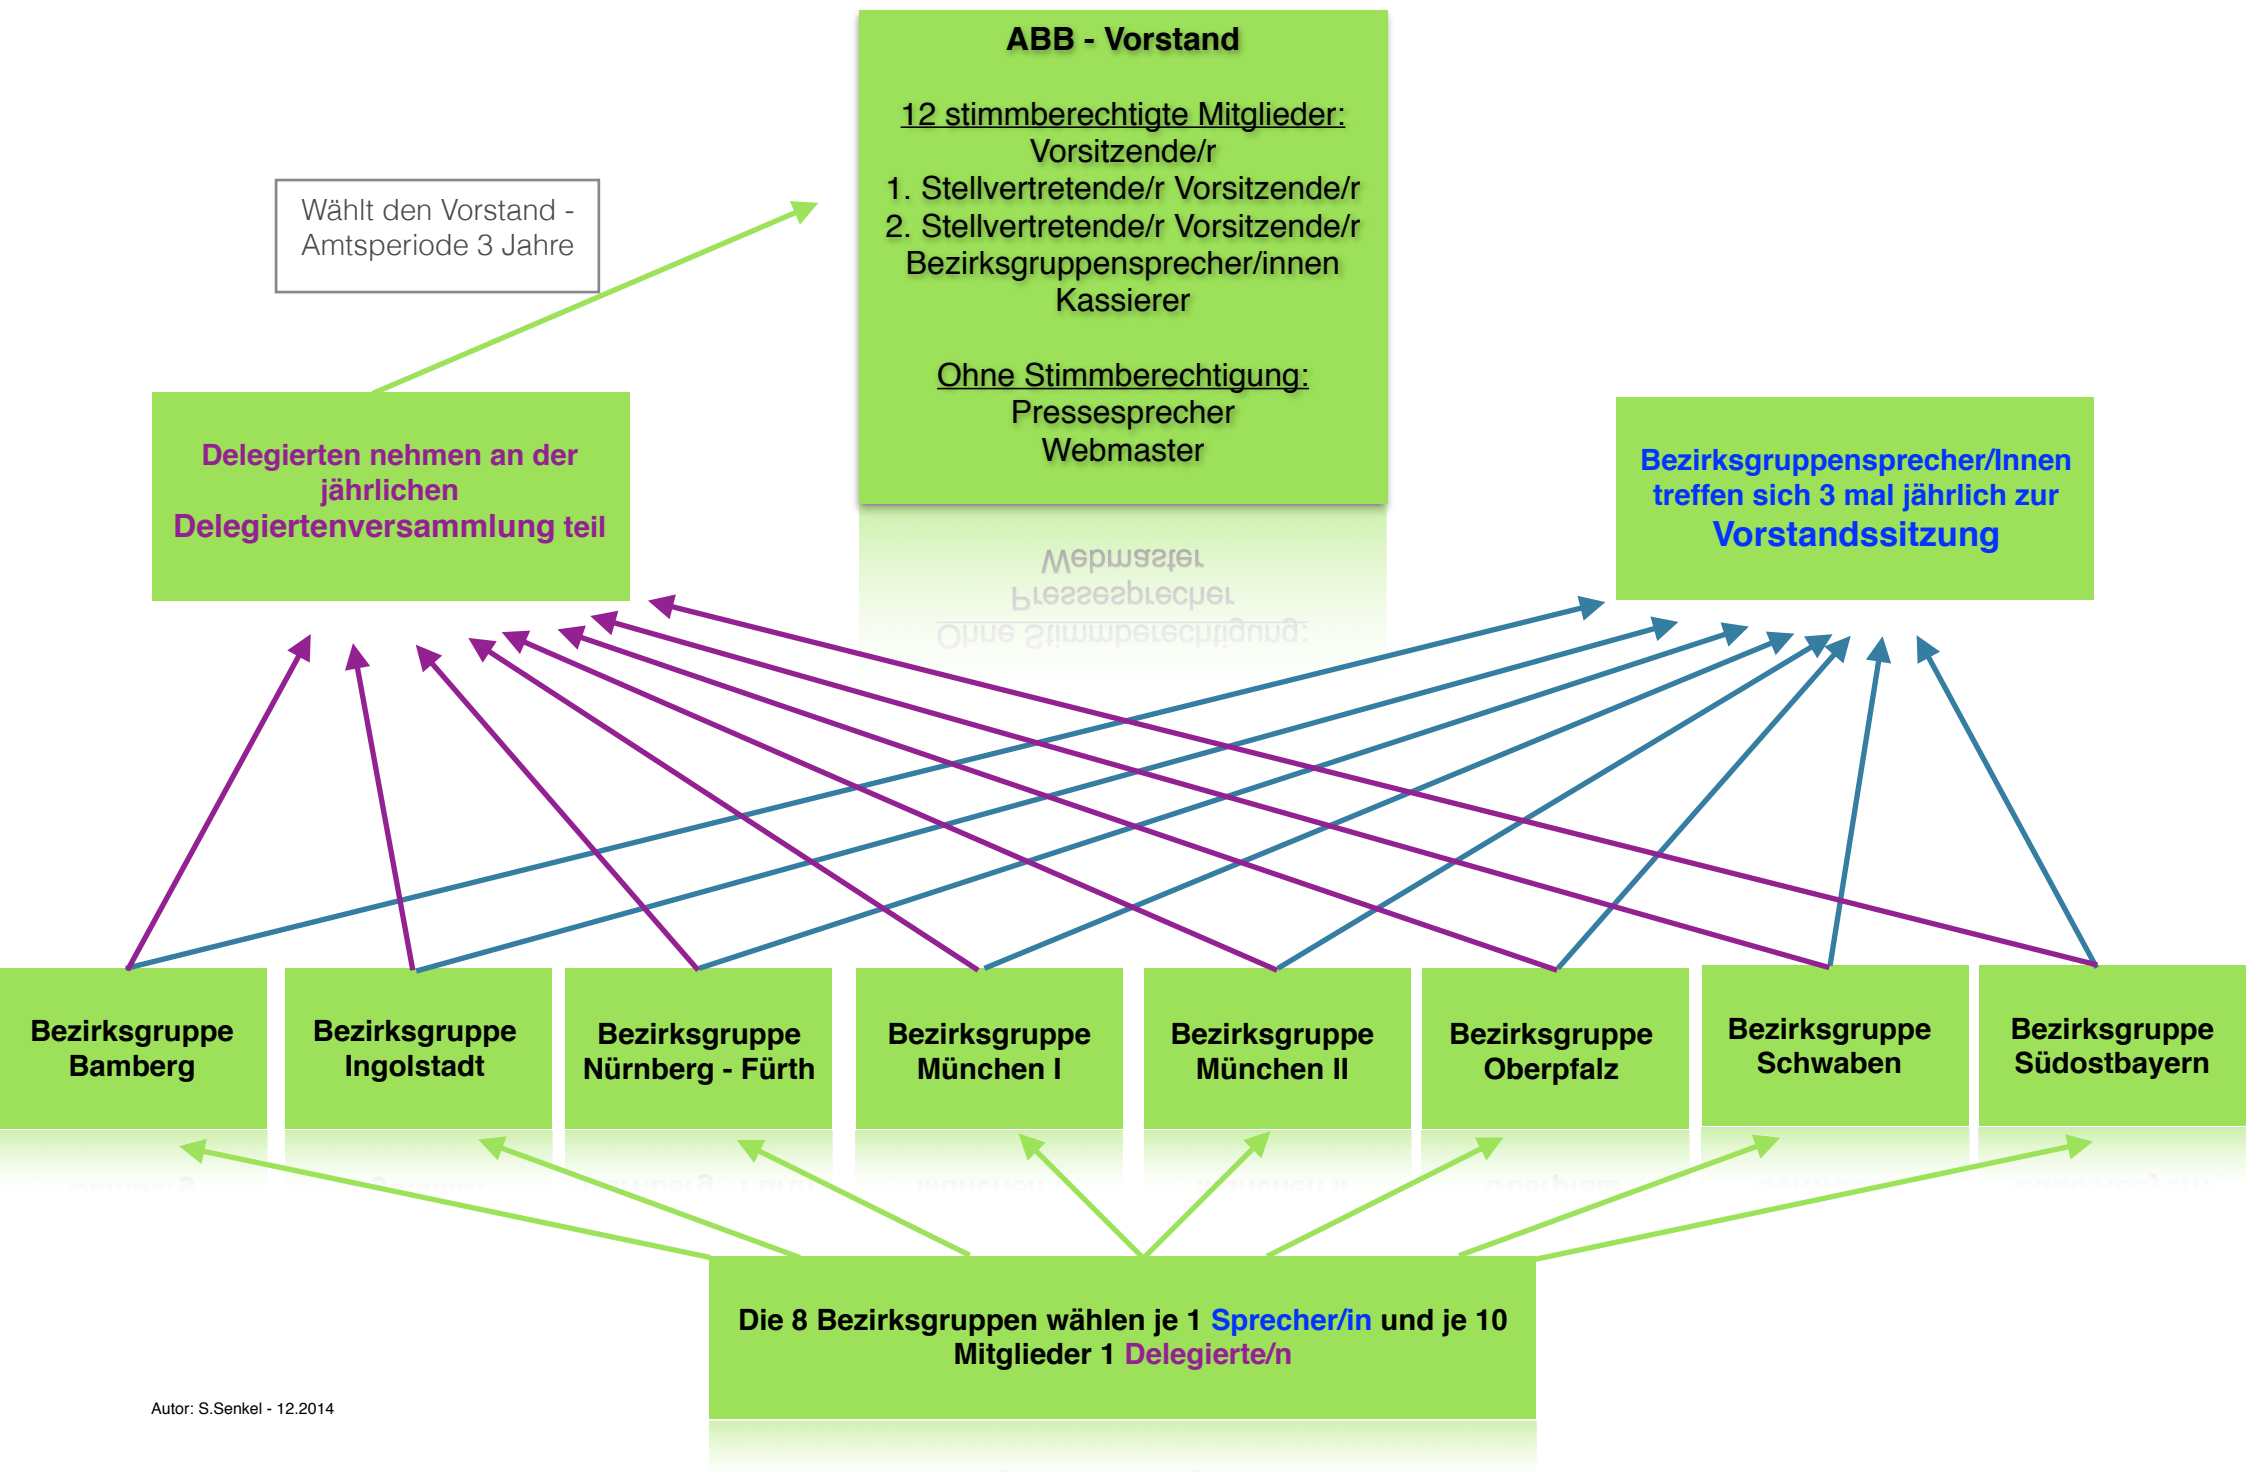 ABB - Vorstand
12 stimmberechtigte Mitglieder:
Vorsitzende/r
1. Stellvertretende/r Vorsitzende/r
2. Stellvertretende/r Vorsitzende/r
Bezirksgruppensprecher/innen
Kassierer
Ohne Stimmberechtigung:
Pressesprecher
Webmaster
Wählt den Vorstand -
Amtsperiode 3 Jahre
Delegierten nehmen an der
jährlichen
Delegiertenversammlung teil
Bezirksgruppensprecher/Innen
treffen sich 3 mal jährlich zur
Vorstandssitzung
Bezirksgruppe
Bamberg
Bezirksgruppe
Ingolstadt
Bezirksgruppe
Nürnberg - Fürth
Bezirksgruppe
München I
Bezirksgruppe
München II
Bezirksgruppe
Oberpfalz
Bezirksgruppe
Schwaben
Bezirksgruppe
Südostbayern
Die 8 Bezirksgruppen wählen je 1 Sprecher/in und je 10
Mitglieder 1 Delegierte/n
Autor: S.Senkel - 12.2014